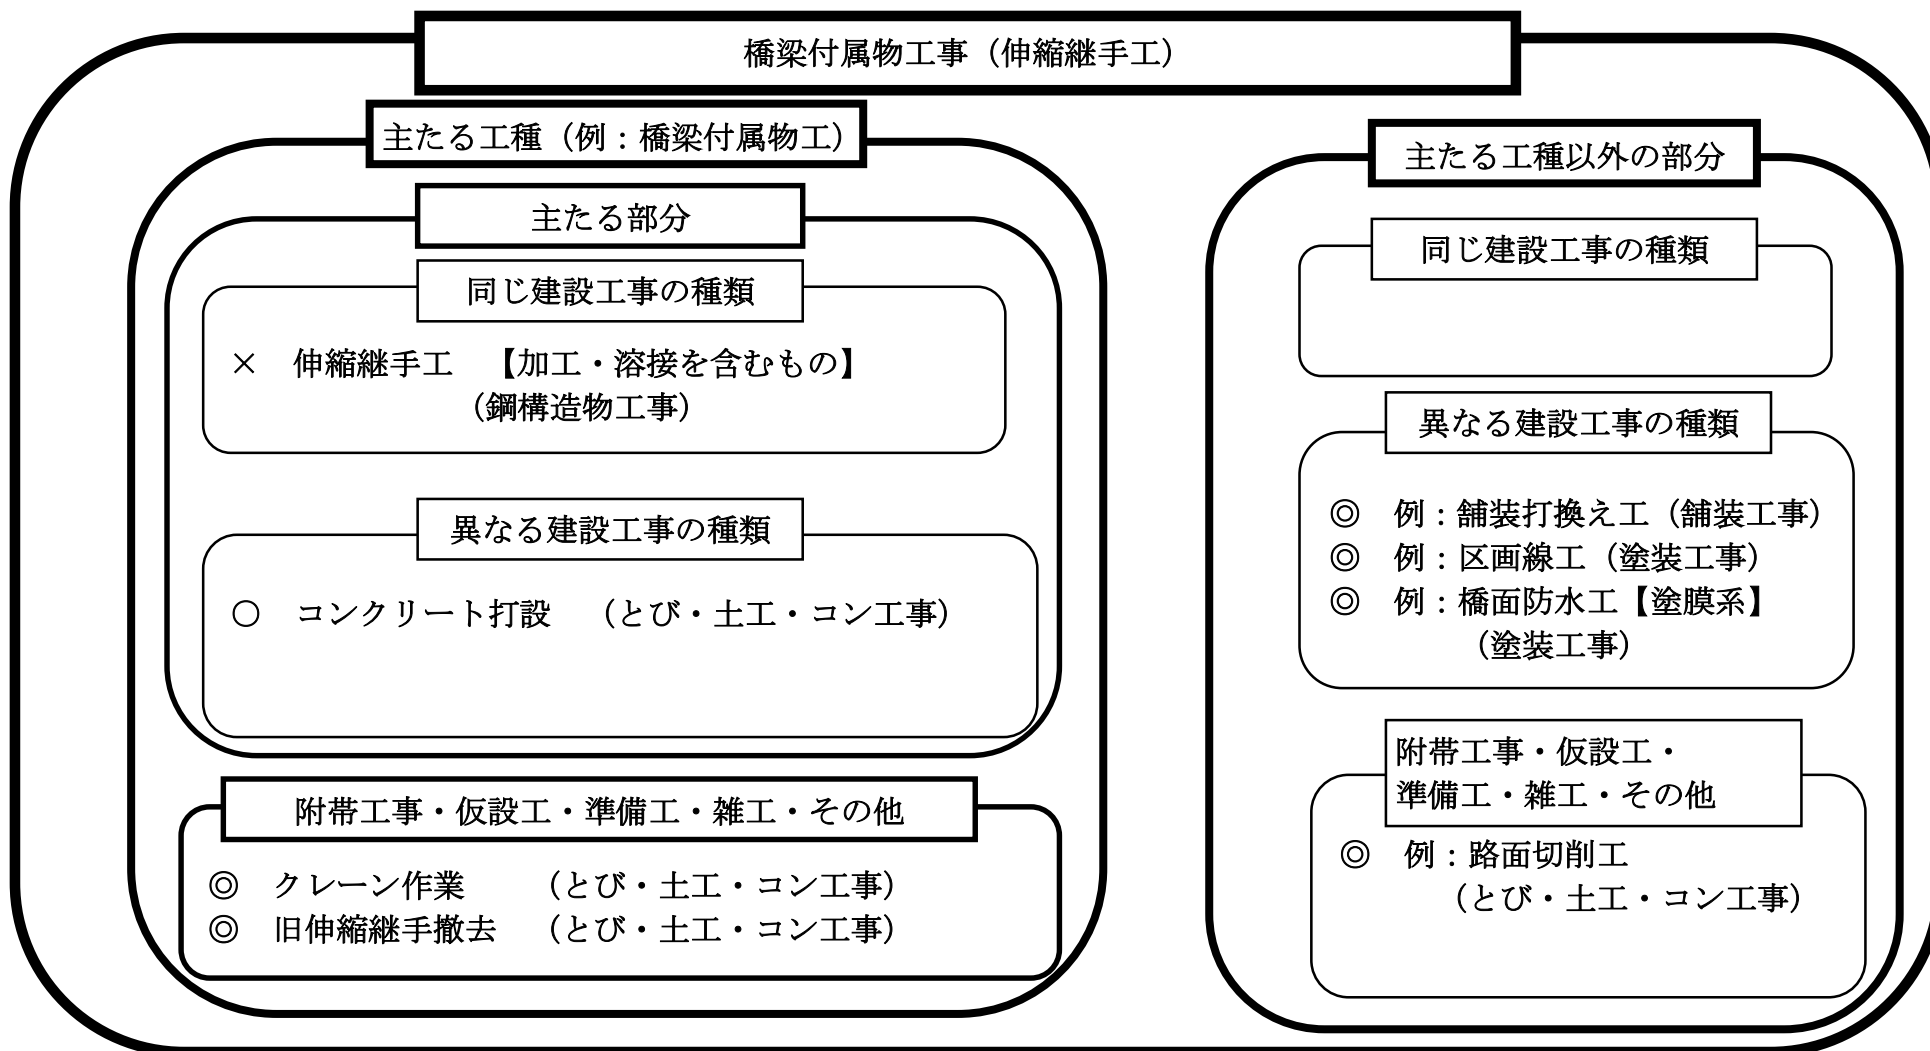 橋梁付属物工事（伸縮継手工）
主たる工種（例：橋梁付属物工）
主たる部分
同じ建設工事の種類
× 伸縮継手工 【加工・溶接を含むもの】
（鋼構造物工事）
異なる建設工事の種類
○ コンクリート打設 （とび・土工・コン工事）
附帯工事・仮設工・準備工・雑工・その他
◎ クレーン作業 （とび・土工・コン工事）
◎ 旧伸縮継手撤去 （とび・土工・コン工事）
主たる工種以外の部分
同じ建設工事の種類
異なる建設工事の種類
◎ 例：舗装打換え工（舗装工事）
◎ 例：区画線工（塗装工事）
◎ 例：橋面防水工【塗膜系】
（塗装工事）
附帯工事・仮設工・
準備工・雑工・その他
◎ 例：路面切削工
（とび・土工・コン工事）